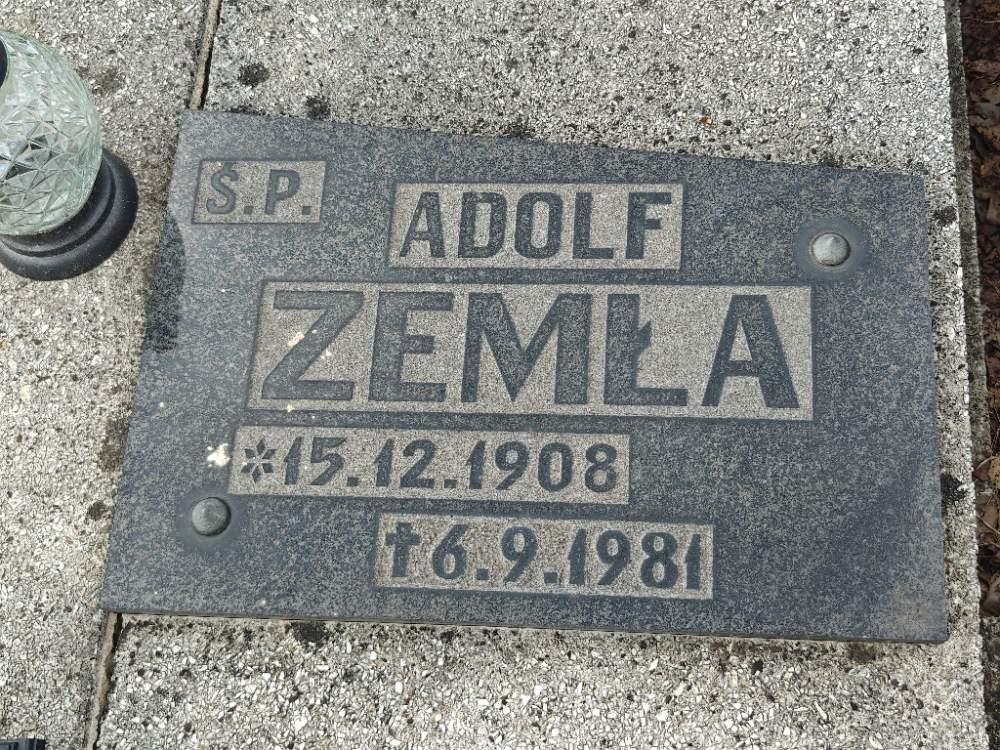 Ś.P.
ADOLF
ZEMŁA
*15.12.1908
†6.9.1981